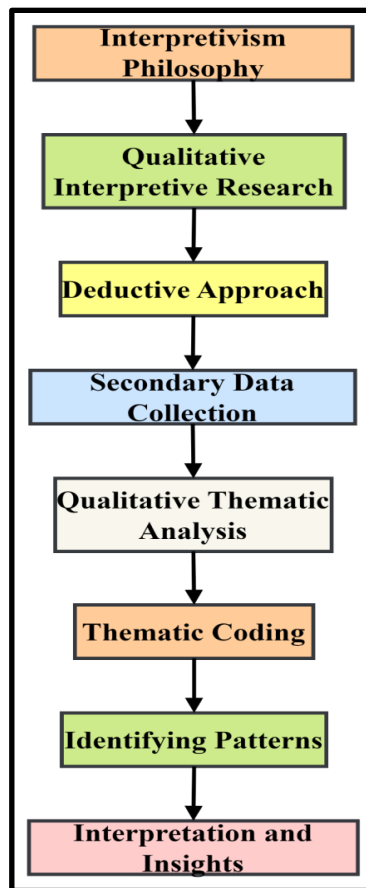 Interpretivism
Philosophy
Qualitative
Interpretive Research
Deductive Approach
Secondary Data
Collection
Qualitative Thematic
Analysis
Thematic Coding
Identifying Patterns
Interpretation and
Insights